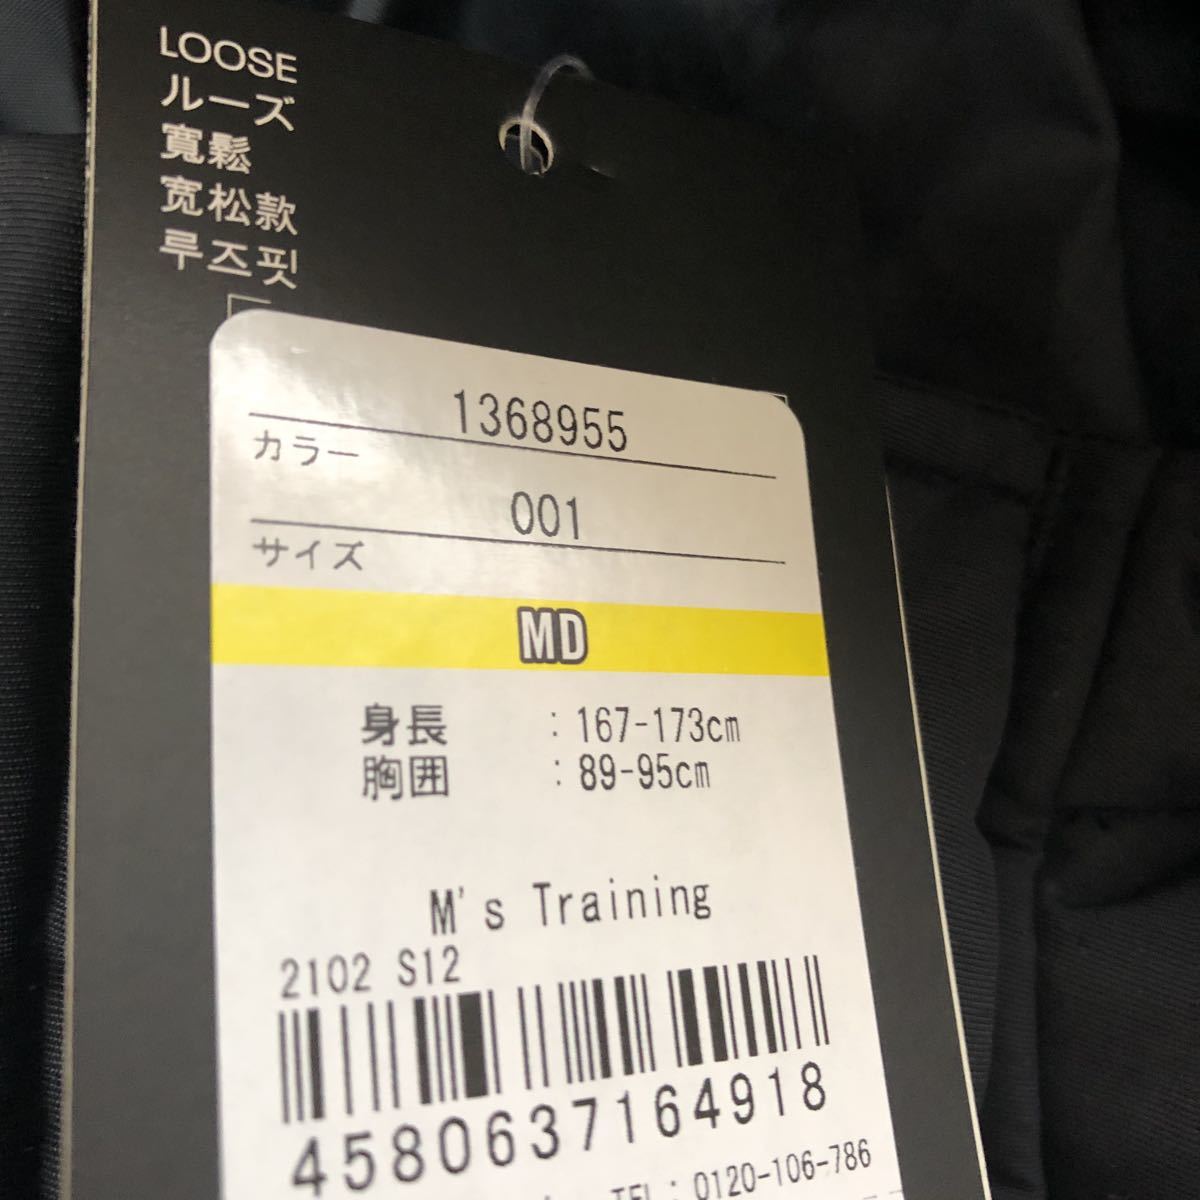 LOOSE
ルーズ
寬鬆
宽松款
루즈핏
1368955
カラー
001
サイズ
MD
身長 : 167-173cm
胸囲 : 89-95cm
M's Training
2102 S12
4580637164918
TEL : 0120-106-786